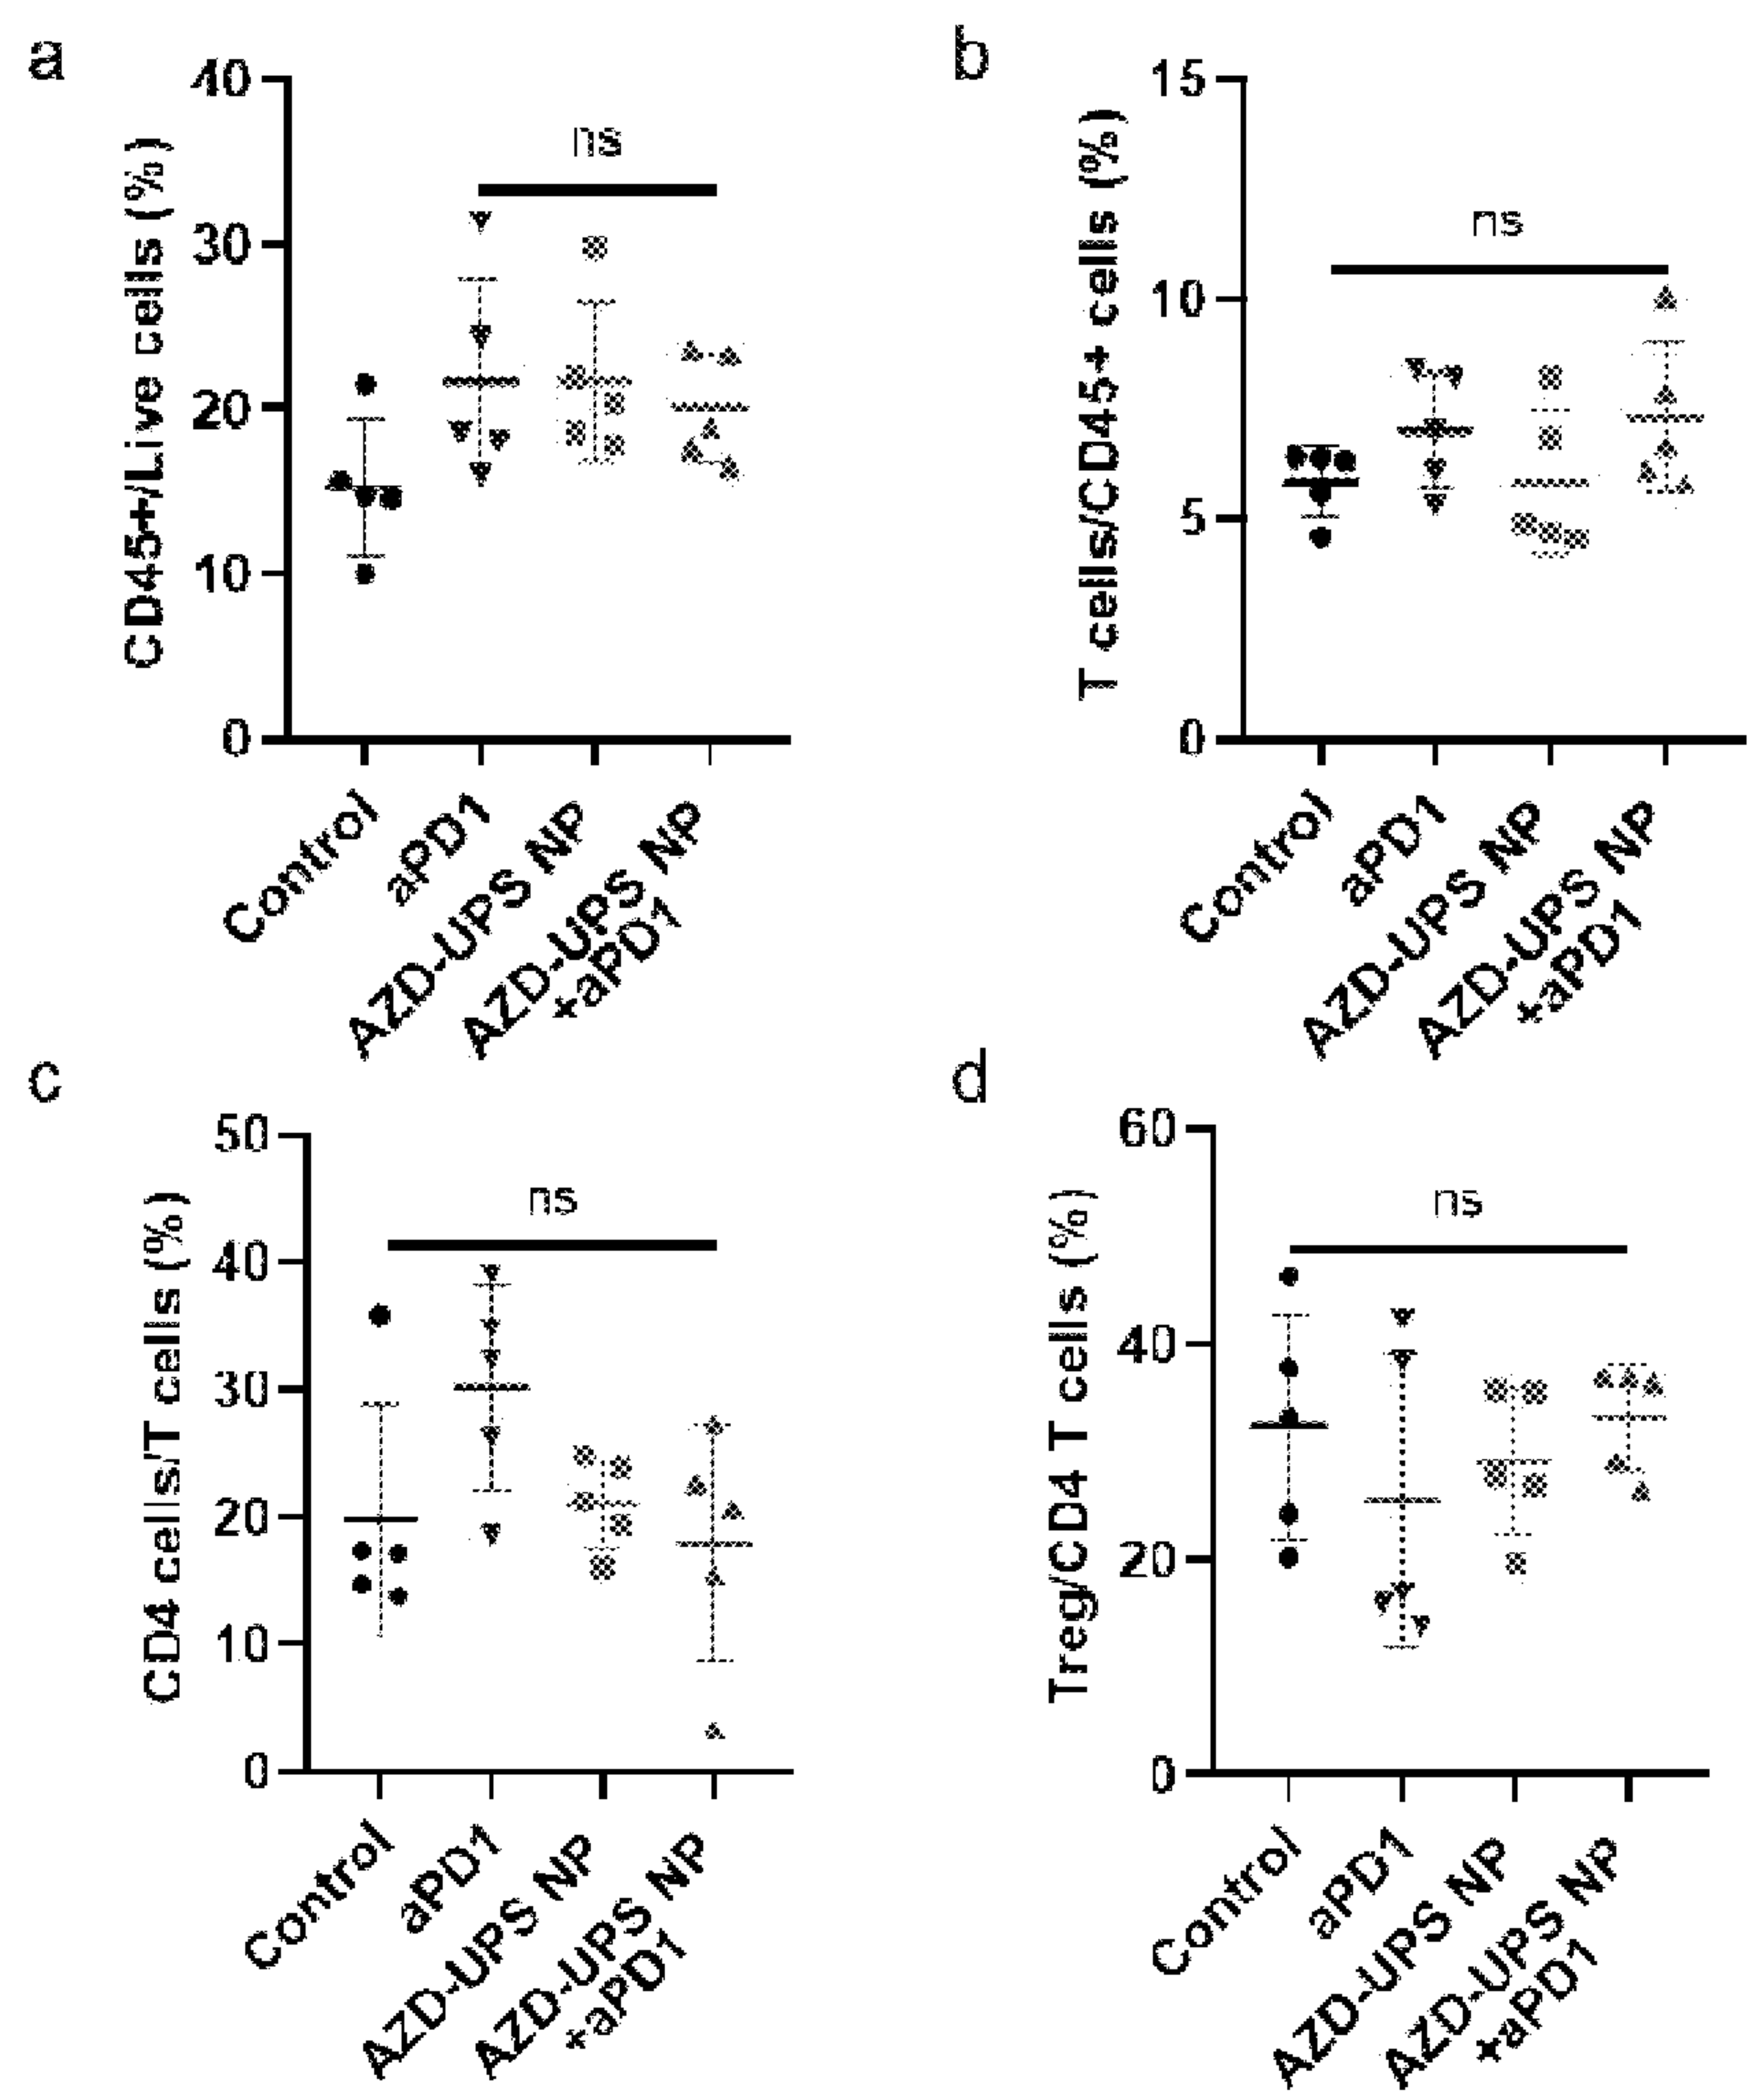 a
CD45+/Live cells (%)
40
30
20
10
0
ns
Control
aPD1
AZD-UPS NP
AZD-UPS NP
+aPD1
b
T cells/CD45+ cells (%)
15
10
5
0
ns
Control
aPD1
AZD-UPS NP
AZD-UPS NP
+aPD1
c
CD4 cells/T cells (%)
50
40
30
20
10
0
ns
Control
aPD1
AZD-UPS NP
AZD-UPS NP
+aPD1
d
Treg/CD4 T cells (%)
60
40
20
0
ns
Control
aPD1
AZD-UPS NP
AZD-UPS NP
+aPD1